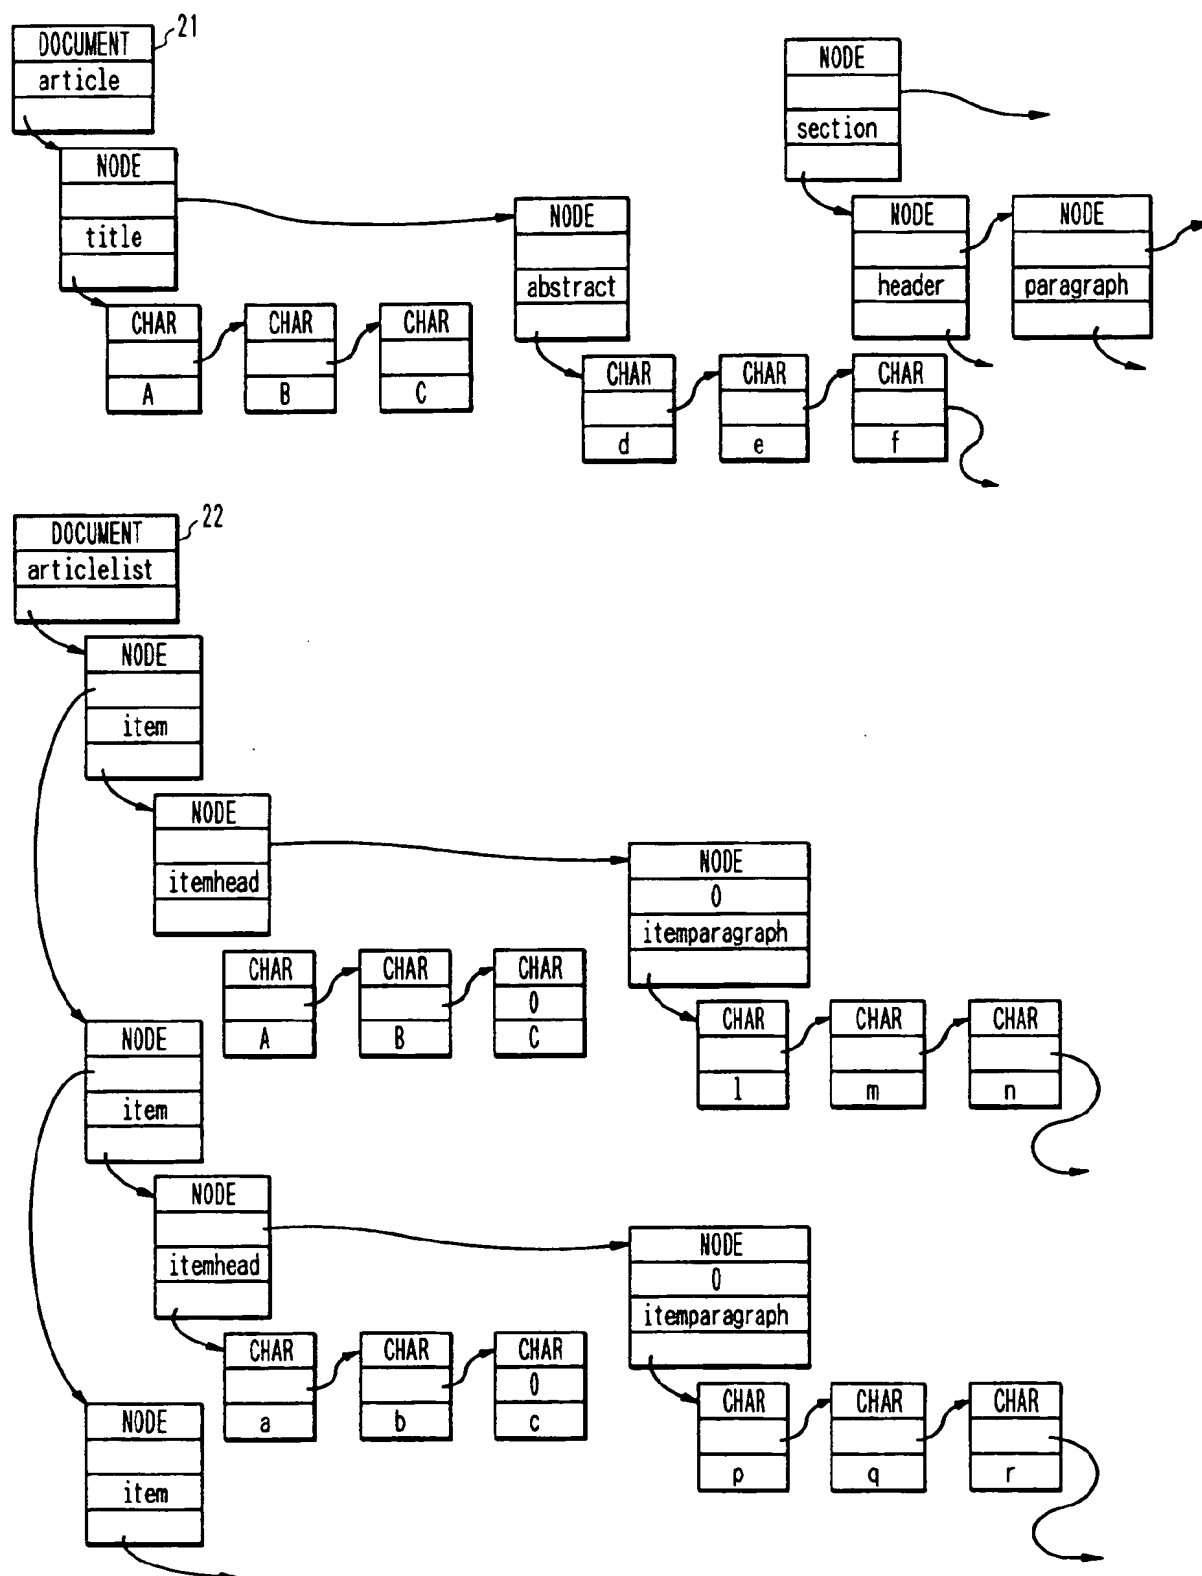 DOCUMENT
article
21
NODE
title
CHAR
A
CHAR
B
CHAR
C
NODE
abstract
CHAR
d
CHAR
e
CHAR
f
NODE
section
NODE
header
NODE
paragraph
DOCUMENT
articlelist
22
NODE
item
NODE
itemhead
CHAR
A
CHAR
B
CHAR
0
C
NODE
0
itemparagraph
CHAR
l
CHAR
m
CHAR
n
NODE
item
NODE
itemhead
CHAR
a
CHAR
b
CHAR
0
c
NODE
0
itemparagraph
CHAR
p
CHAR
q
CHAR
r
NODE
item